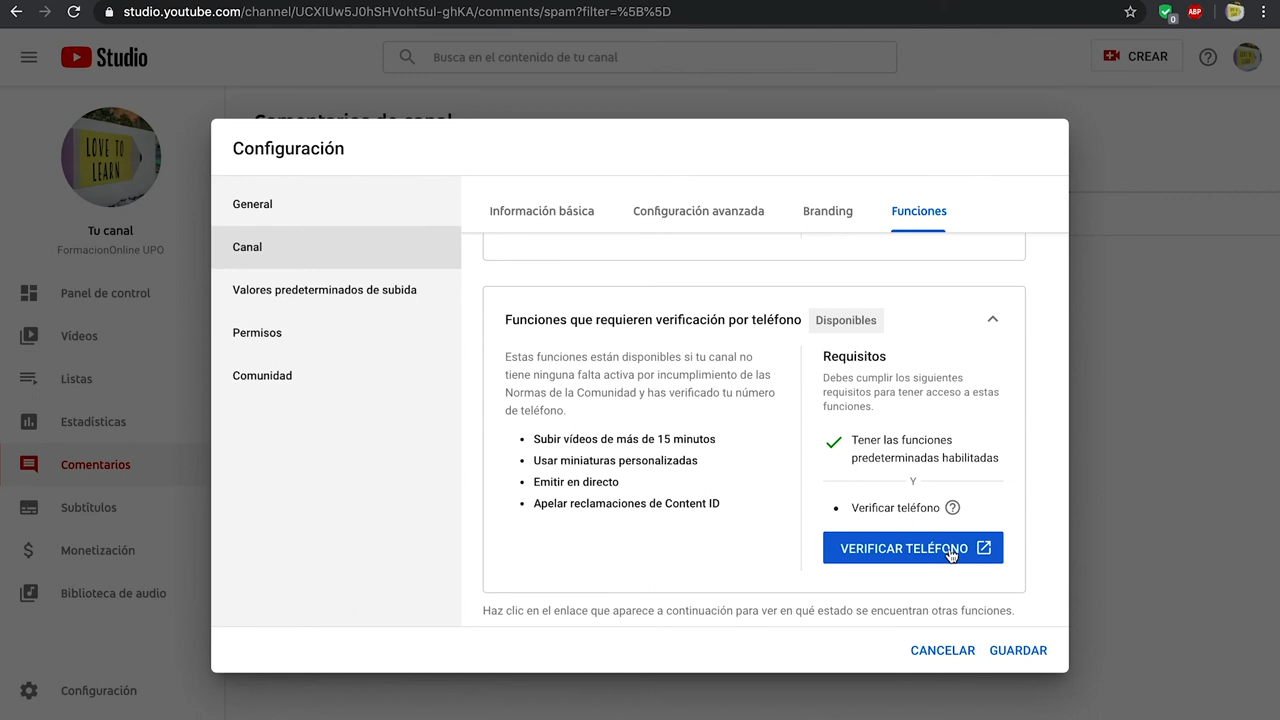 studio.youtube.com/channel/UCXIUw5J0hSHVoht5ul-ghKA/comments/spam?filter=%5B%5D
0
ABP
Studio
Busca en el contenido de tu canal
CREAR
Comentarios de canal
LOVE TO
LEARN
Tu canal
FormacionOnline UPO
Panel de control
Vídeos
Listas
Estadísticas
Comentarios
Subtítulos
Monetización
Biblioteca de audio
Configuración
Configuración
General
Canal
Valores predeterminados de subida
Permisos
Comunidad
Información básica
Configuración avanzada
Branding
Funciones
Funciones que requieren verificación por teléfono
Disponibles
Estas funciones están disponibles si tu canal no
tiene ninguna falta activa por incumplimiento de las
Normas de la Comunidad y has verificado tu número
de teléfono.
• Subir vídeos de más de 15 minutos
• Usar miniaturas personalizadas
• Emitir en directo
• Apelar reclamaciones de Content ID
Requisitos
Debes cumplir los siguientes
requisitos para tener acceso a estas
funciones.
Tener las funciones
predeterminadas habilitadas
Y
• Verificar teléfono
VERIFICAR TELÉFONO
Haz clic en el enlace que aparece a continuación para ver en qué estado se encuentran otras funciones.
CANCELAR
GUARDAR